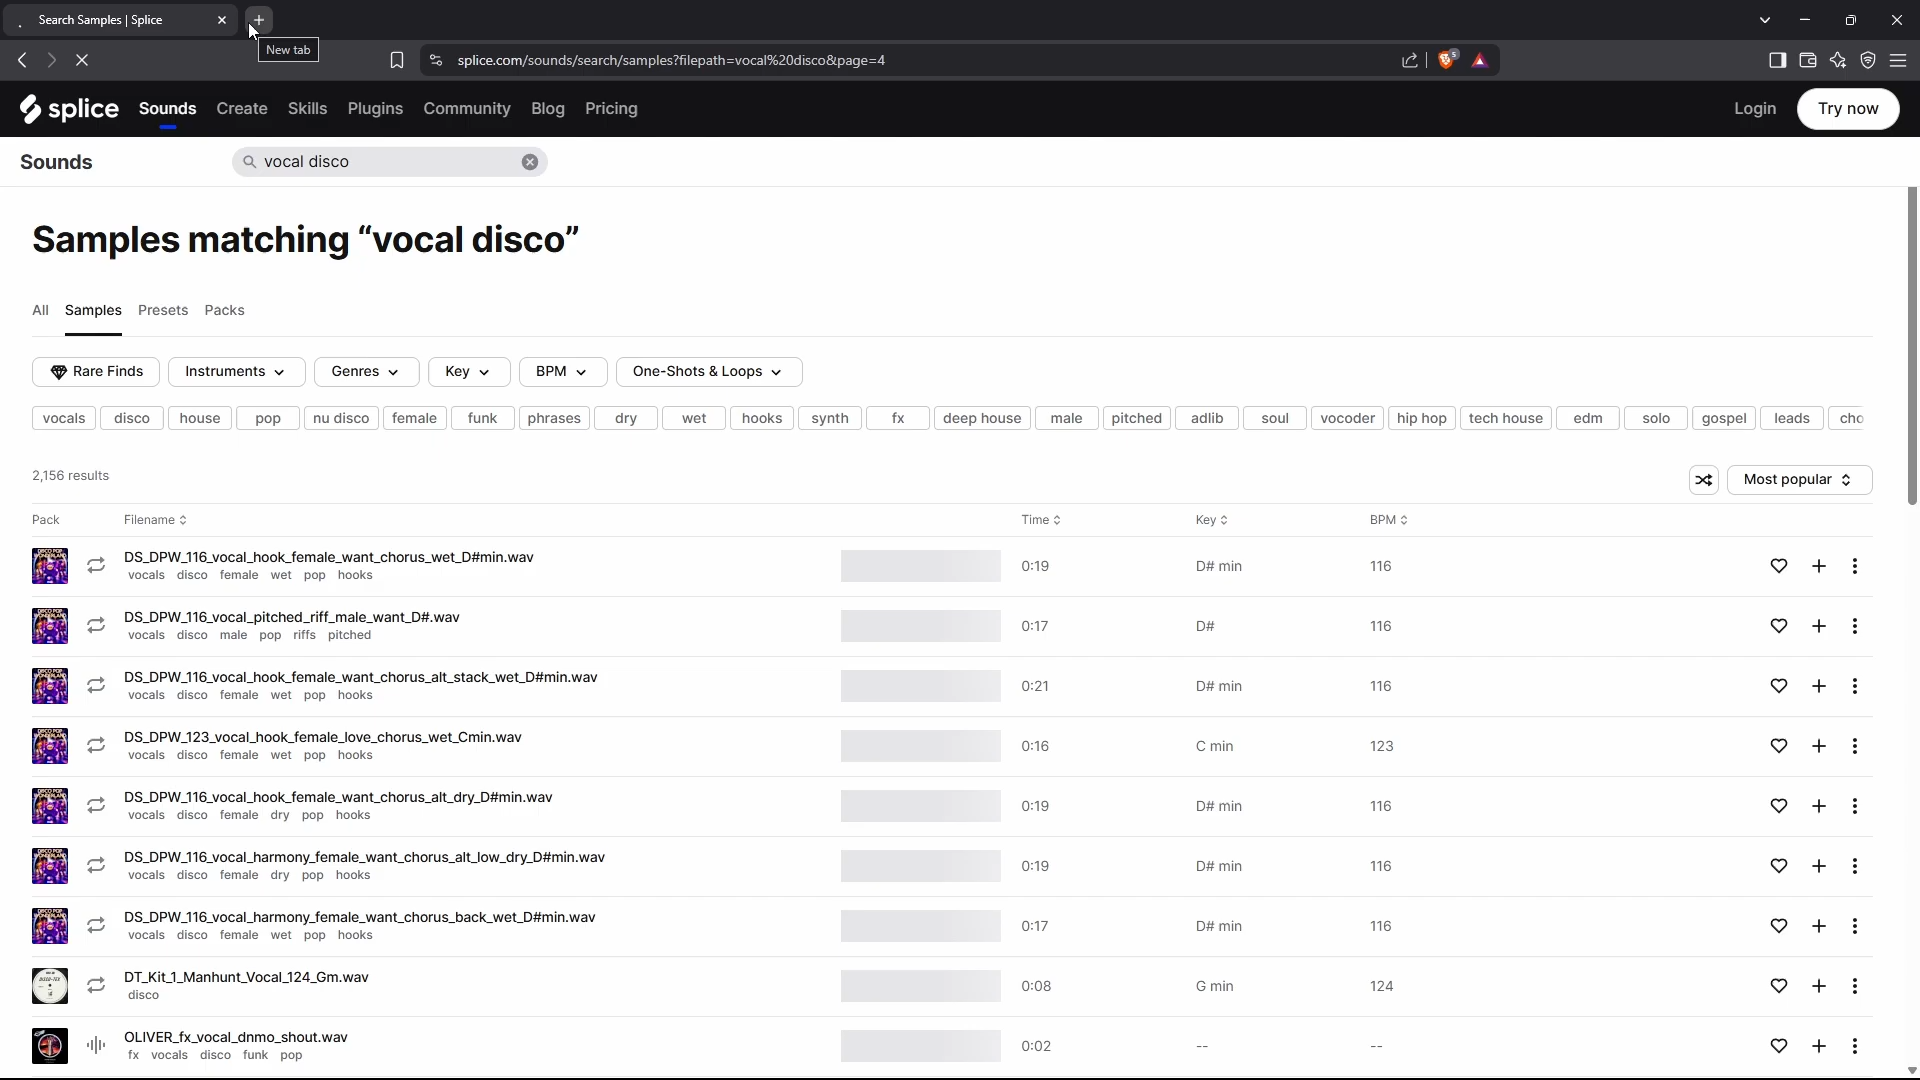 Search Samples | Splice
New tab
splice.com/sounds/search/samples?filepath=vocal%20disco&page=4
5
splice Sounds Create Skills Plugins Community Blog Pricing Login Try now
Sounds vocal disco
Samples matching “vocal disco”
All Samples Presets Packs
Rare Finds Instruments Genres Key BPM One-Shots & Loops
vocals disco house pop nu disco female funk phrases dry wet hooks synth fx deep house male pitched adlib soul vocoder hip hop tech house edm solo gospel leads cho
2,156 results Most popular
Pack Filename Time Key BPM
DS_DPW_116_vocal_hook_female_want_chorus_wet_D#min.wav 0:19 D# min 116
vocals disco female wet pop hooks
DS_DPW_116_vocal_pitched_riff_male_want_D#.wav 0:17 D# 116
vocals disco male pop riffs pitched
DS_DPW_116_vocal_hook_female_want_chorus_alt_stack_wet_D#min.wav 0:21 D# min 116
vocals disco female wet pop hooks
DS_DPW_123_vocal_hook_female_love_chorus_wet_Cmin.wav 0:16 C min 123
vocals disco female wet pop hooks
DS_DPW_116_vocal_hook_female_want_chorus_alt_dry_D#min.wav 0:19 D# min 116
vocals disco female dry pop hooks
DS_DPW_116_vocal_harmony_female_want_chorus_alt_low_dry_D#min.wav 0:19 D# min 116
vocals disco female dry pop hooks
DS_DPW_116_vocal_harmony_female_want_chorus_back_wet_D#min.wav 0:17 D# min 116
vocals disco female wet pop hooks
DT_Kit_1_Manhunt_Vocal_124_Gm.wav 0:08 G min 124
disco
OLIVER_fx_vocal_dnmo_shout.wav 0:02 -- --
fx vocals disco funk pop